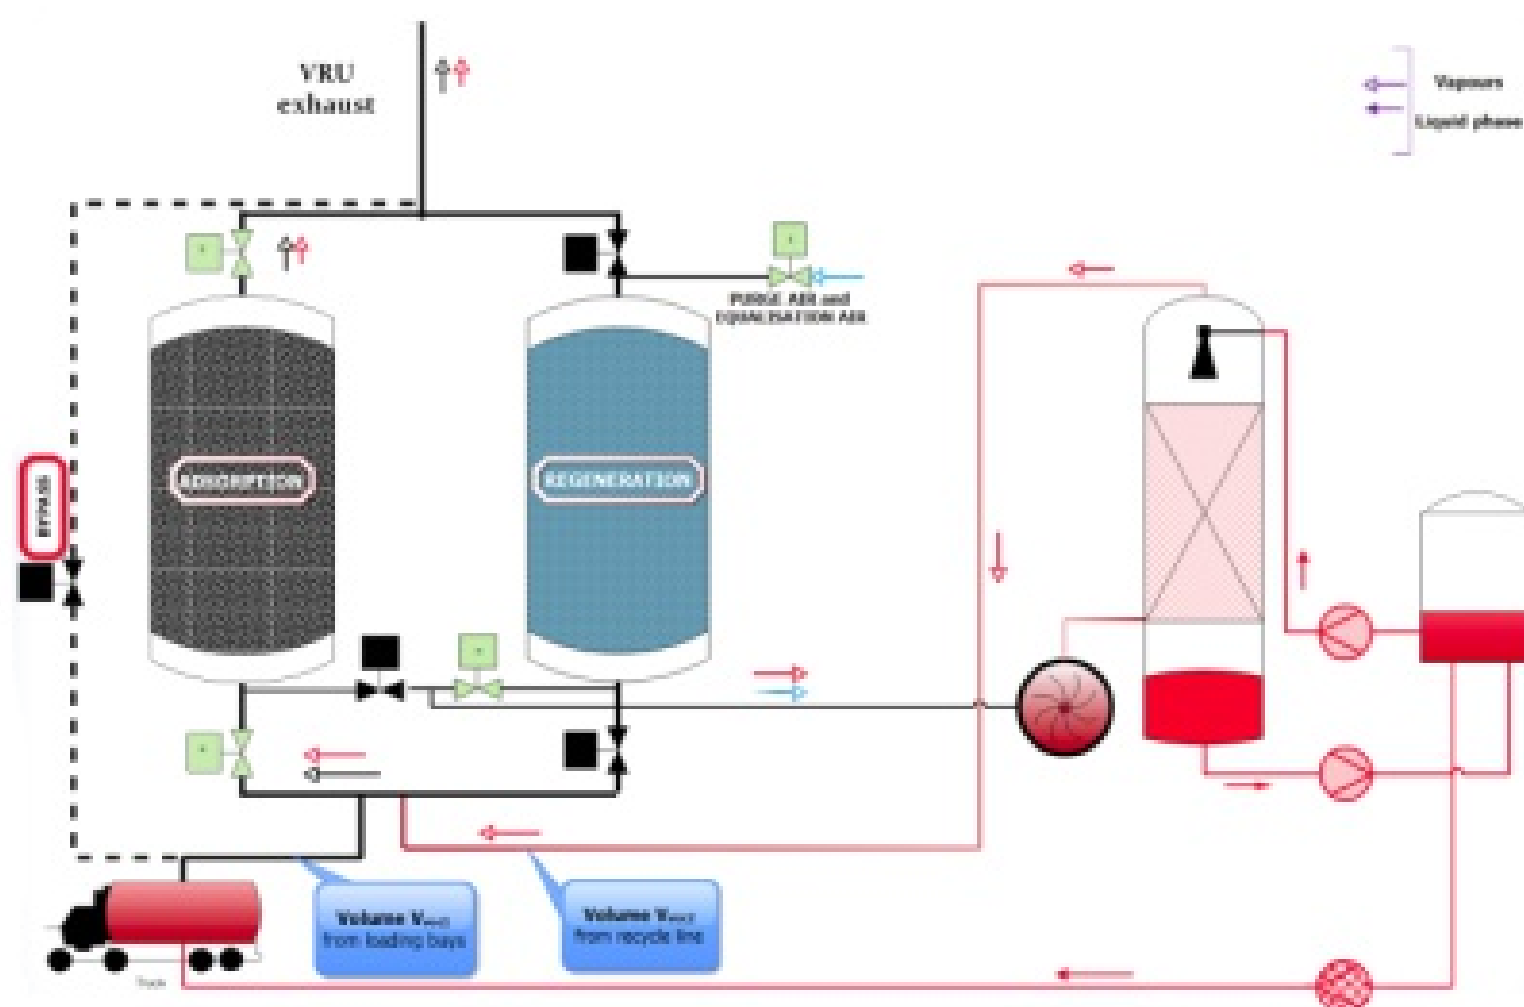 VRU
exhaust
Vapours
Liquid phase
PURGE AIR and
EQUALISATION AIR
ADSORPTION
REGENERATION
BYPASS
Volume
from loading bays
Volume
from recycle line
Truck